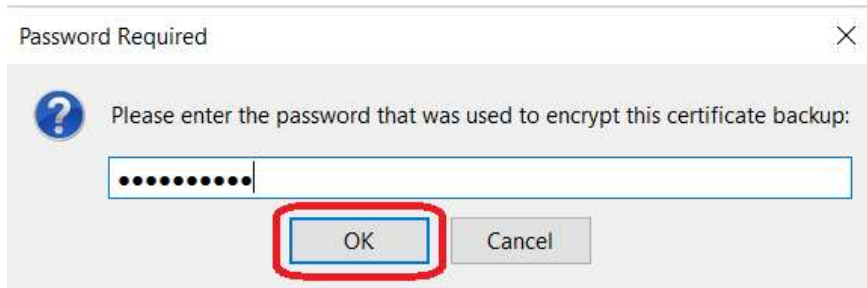 Password Required
Please enter the password that was used to encrypt this certificate backup:
●●●●●●●●●●
OK
Cancel